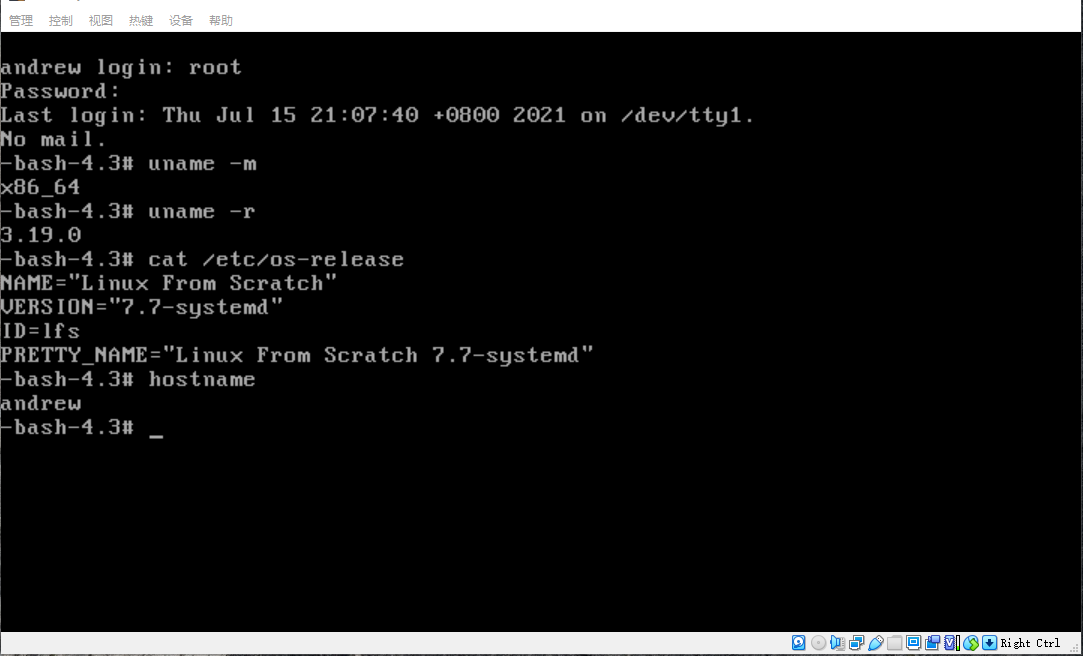 管理 控制 视图 热键 设备 帮助
andrew login: root
Password:
Last login: Thu Jul 15 21:07:40 +0800 2021 on /dev/tty1.
No mail.
-bash-4.3# uname -m
x86_64
-bash-4.3# uname -r
3.19.0
-bash-4.3# cat /etc/os-release
NAME="Linux From Scratch"
VERSION="7.7-systemd"
ID=lfs
PRETTY_NAME="Linux From Scratch 7.7-systemd"
-bash-4.3# hostname
andrew
-bash-4.3# _
Right Ctrl